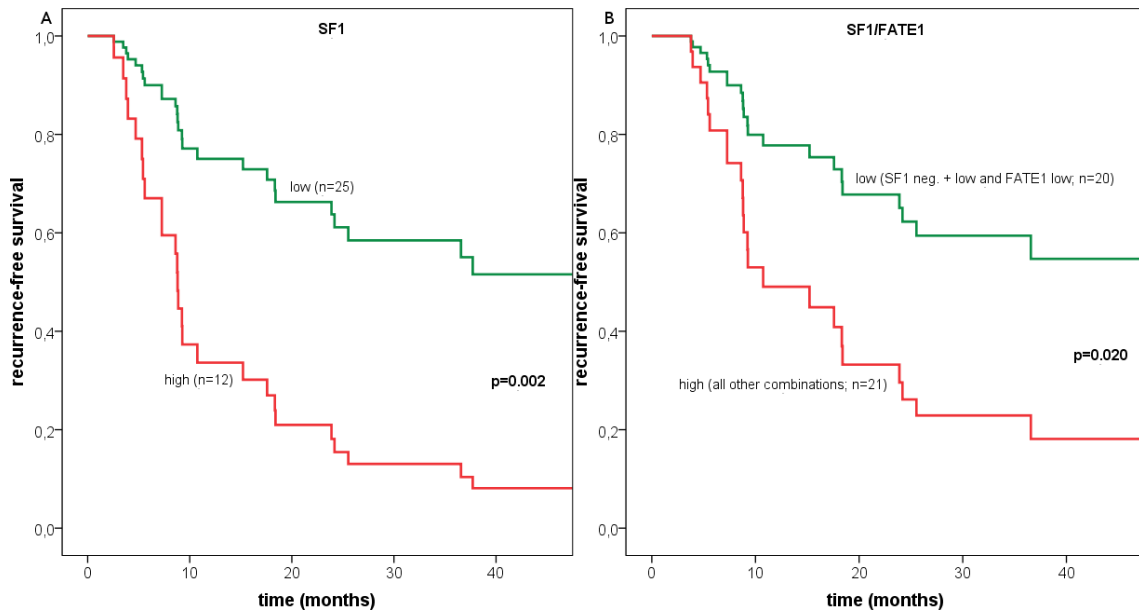 A
SF1
recurrence-free survival
1,0
0,8
0,6
0,4
0,2
0,0
low (n=25)
high (n=12)
p=0.002
0
10
20
30
40
time (months)
B
SF1/FATE1
recurrence-free survival
1,0
0,8
0,6
0,4
0,2
0,0
low (SF1 neg. + low and FATE1 low; n=20)
p=0.020
high (all other combinations; n=21)
0
10
20
30
40
time (months)